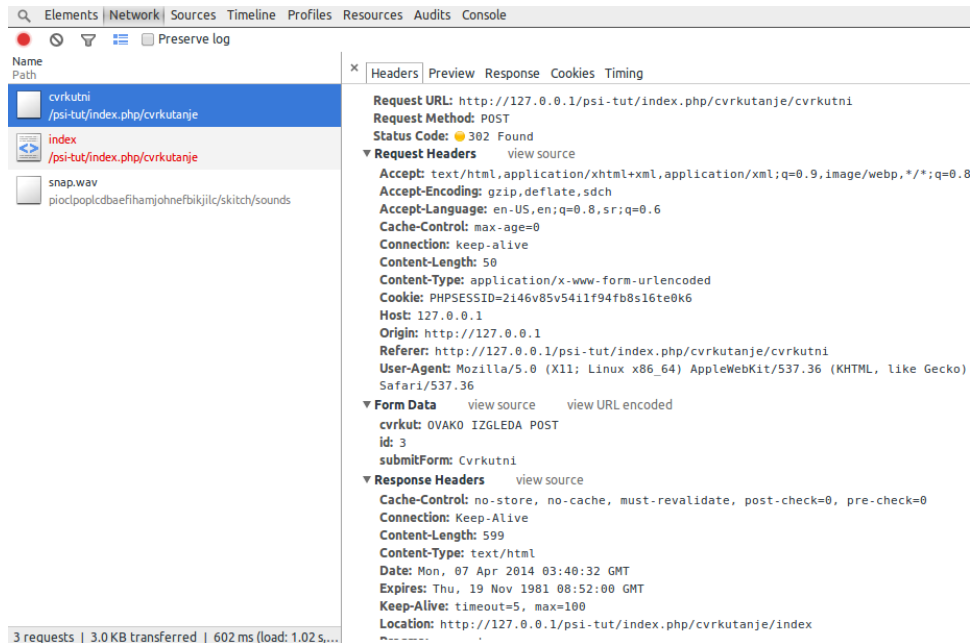 Elements Network Sources Timeline Profiles Resources Audits Console
Preserve log
Name
Path
cvrkutni
/psi-tut/index.php/cvrkutanje
index
/psi-tut/index.php/cvrkutanje
snap.wav
pioclpoplcdbaefihamjohnefbikjilc/skitch/sounds
3 requests | 3.0 KB transferred | 602 ms (load: 1.02 s,...
× Headers Preview Response Cookies Timing
Request URL: http://127.0.0.1/psi-tut/index.php/cvrkutanje/cvrkutni
Request Method: POST
Status Code: 302 Found
Request Headers view source
Accept: text/html,application/xhtml+xml,application/xml;q=0.9,image/webp,*/*;q=0.8
Accept-Encoding: gzip,deflate,sdch
Accept-Language: en-US,en;q=0.8,sr;q=0.6
Cache-Control: max-age=0
Connection: keep-alive
Content-Length: 50
Content-Type: application/x-www-form-urlencoded
Cookie: PHPSESSID=2i46v85v54i1f94fb8s16te0k6
Host: 127.0.0.1
Origin: http://127.0.0.1
Referer: http://127.0.0.1/psi-tut/index.php/cvrkutanje/cvrkutni
User-Agent: Mozilla/5.0 (X11; Linux x86_64) AppleWebKit/537.36 (KHTML, like Gecko)
Safari/537.36
Form Data view source view URL encoded
cvrkut: OVAKO IZGLEDA POST
id: 3
submitForm: Cvrkutni
Response Headers view source
Cache-Control: no-store, no-cache, must-revalidate, post-check=0, pre-check=0
Connection: Keep-Alive
Content-Length: 599
Content-Type: text/html
Date: Mon, 07 Apr 2014 03:40:32 GMT
Expires: Thu, 19 Nov 1981 08:52:00 GMT
Keep-Alive: timeout=5, max=100
Location: http://127.0.0.1/psi-tut/index.php/cvrkutanje/index